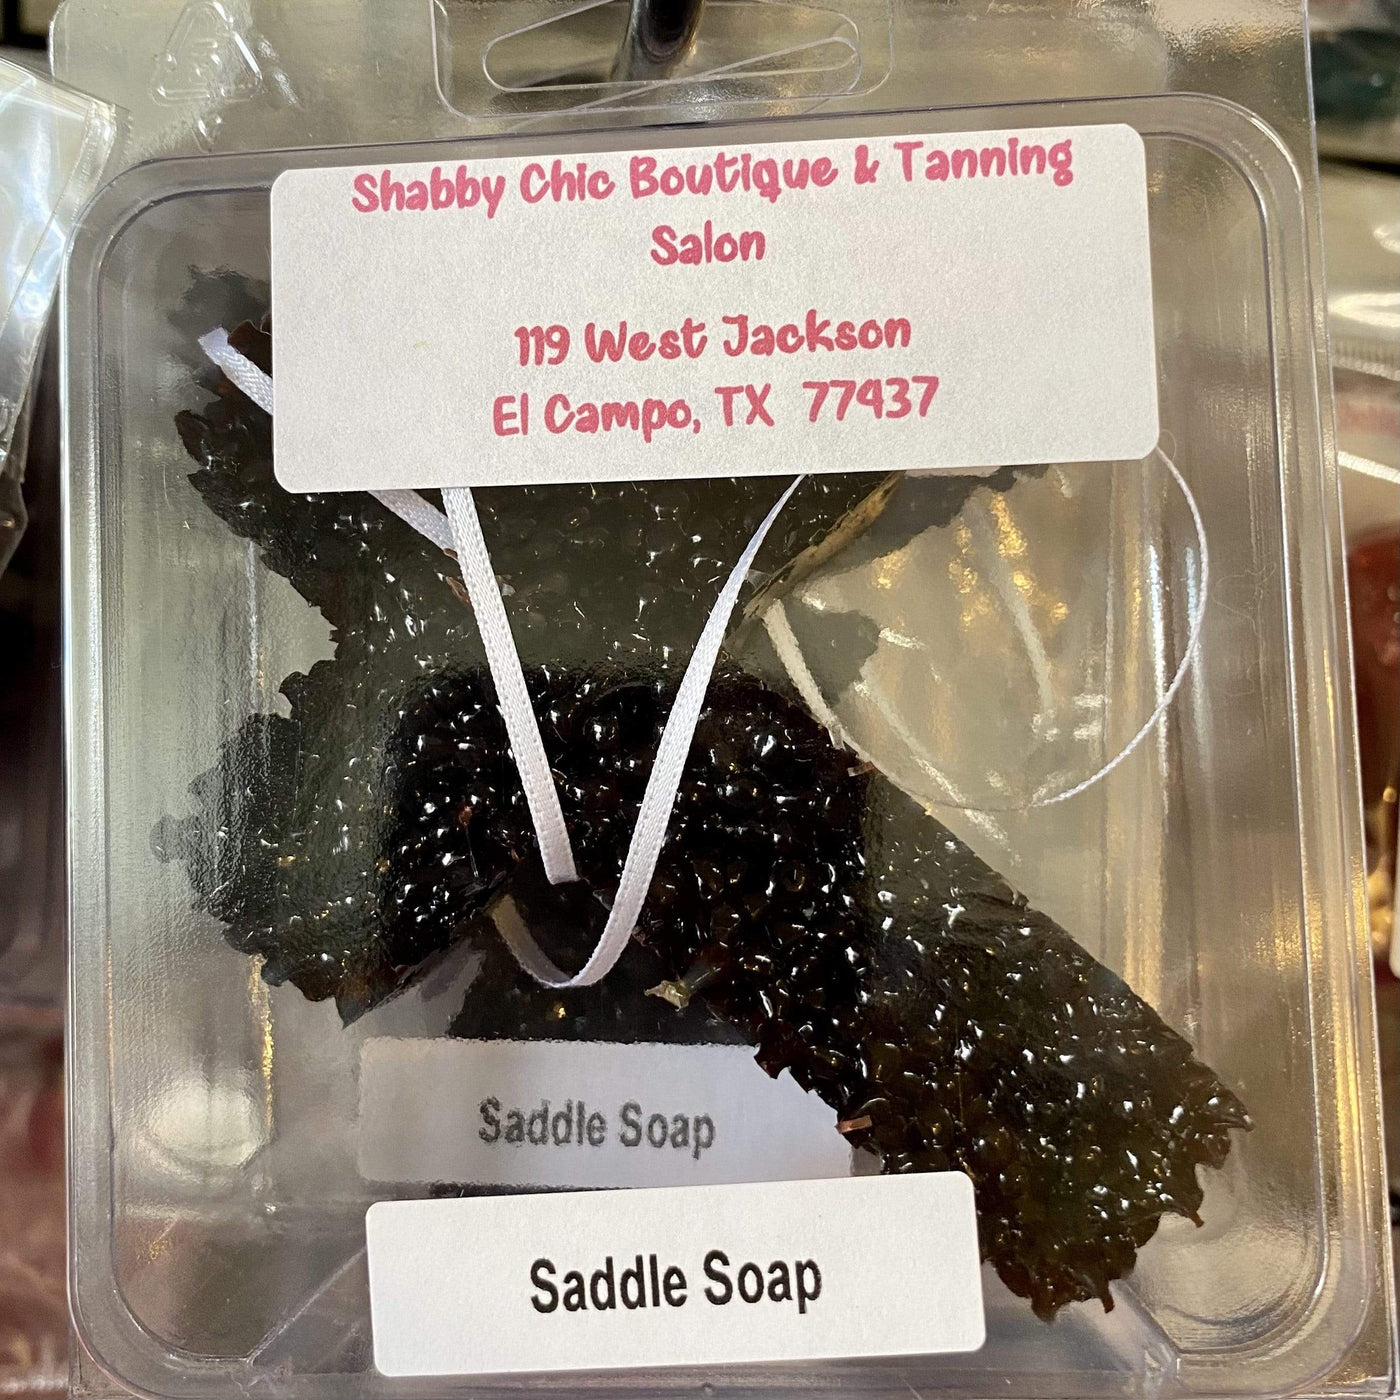 Shabby Chic Boutique & Tanning
Salon
119 West Jackson
El Campo, TX 77437
Saddle Soap
Saddle Soap